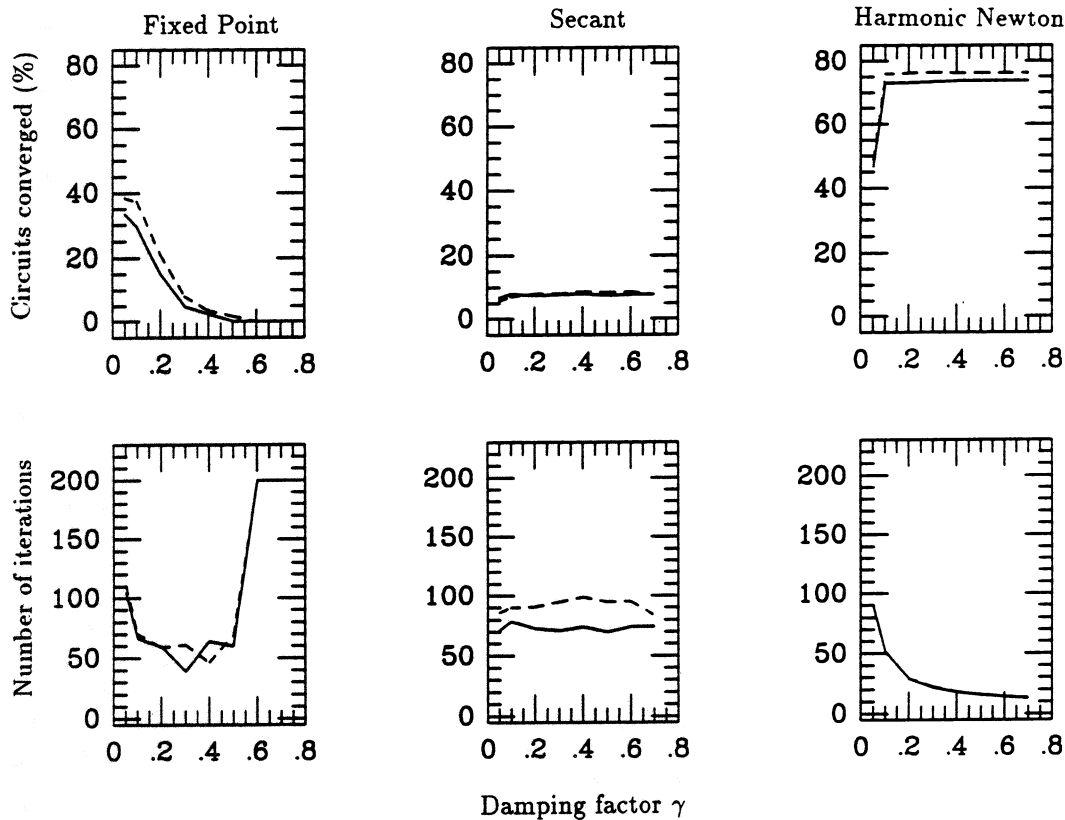 Fixed Point
Secant
Harmonic Newton
Circuits converged (%)
80
60
40
20
0
0 .2 .4 .6 .8
80
60
40
20
0
0 .2 .4 .6 .8
80
60
40
20
0
0 .2 .4 .6 .8
Number of iterations
200
150
100
50
0
0 .2 .4 .6 .8
200
150
100
50
0
0 .2 .4 .6 .8
200
150
100
50
0
0 .2 .4 .6 .8
Damping factor γ